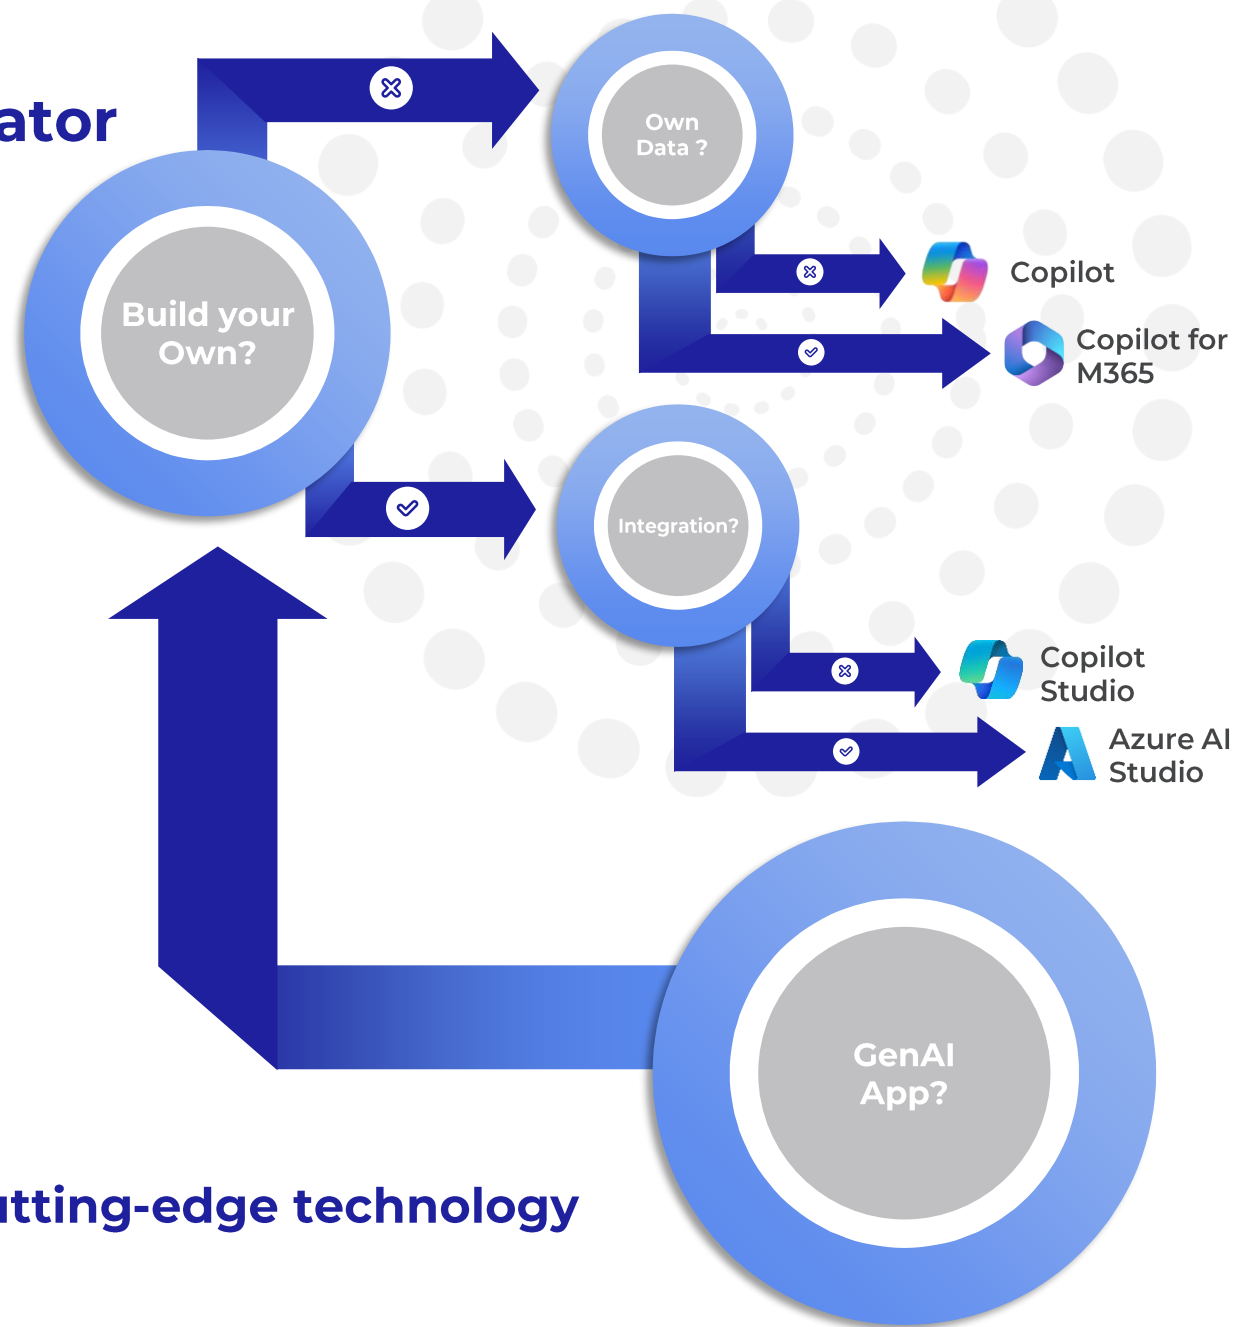 ator
Own
Data ?
Build your
Own?
Copilot
Copilot for
M365
Integration?
Copilot
Studio
Azure AI
Studio
GenAI
App?
utting-edge technology